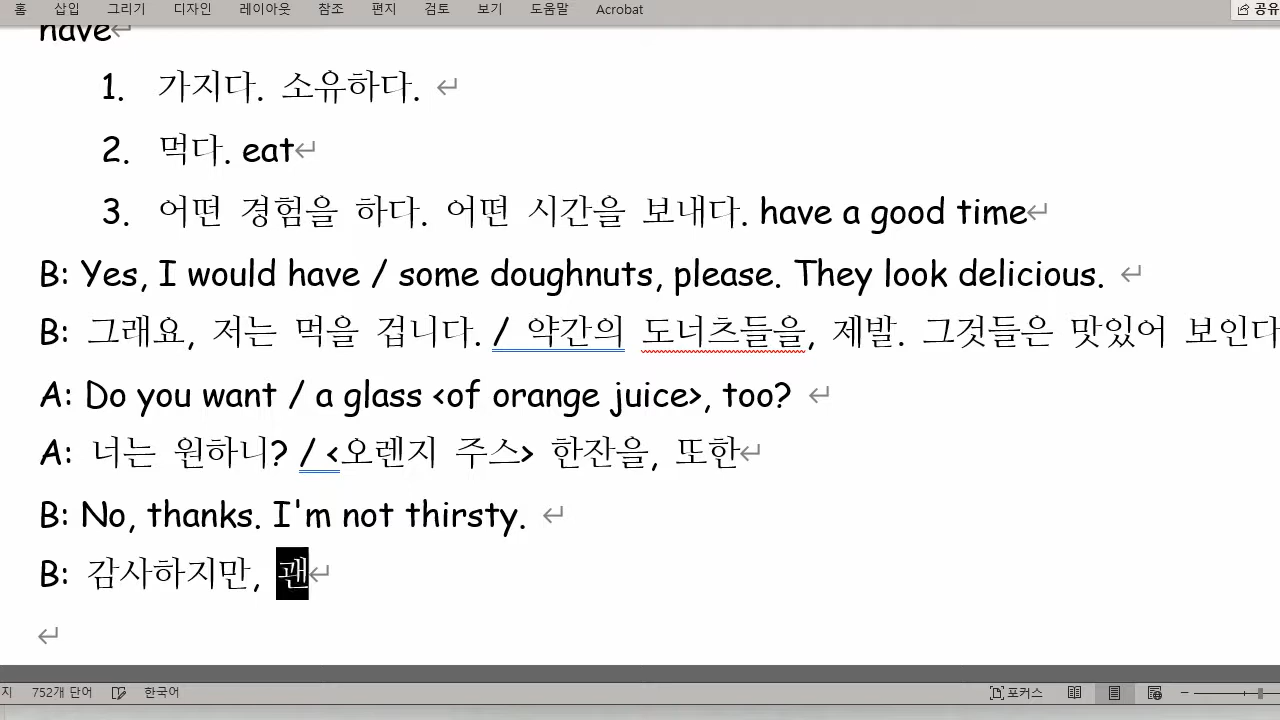 홈 삽입 그리기 디자인 레이아웃 참조 편지 검토 보기 도움말 Acrobat 공유
have
1. 가지다. 소유하다.
2. 먹다. eat
3. 어떤 경험을 하다. 어떤 시간을 보내다. have a good time
B: Yes, I would have / some doughnuts, please. They look delicious.
B: 그래요, 저는 먹을 겁니다. / 약간의 도너츠들을, 제발. 그것들은 맛있어 보인다
A: Do you want / a glass <of orange juice>, too?
A: 너는 원하니? / <오렌지 주스> 한잔을, 또한
B: No, thanks. I'm not thirsty.
B: 감사하지만, 괜
지 752개 단어 한국어 포커스